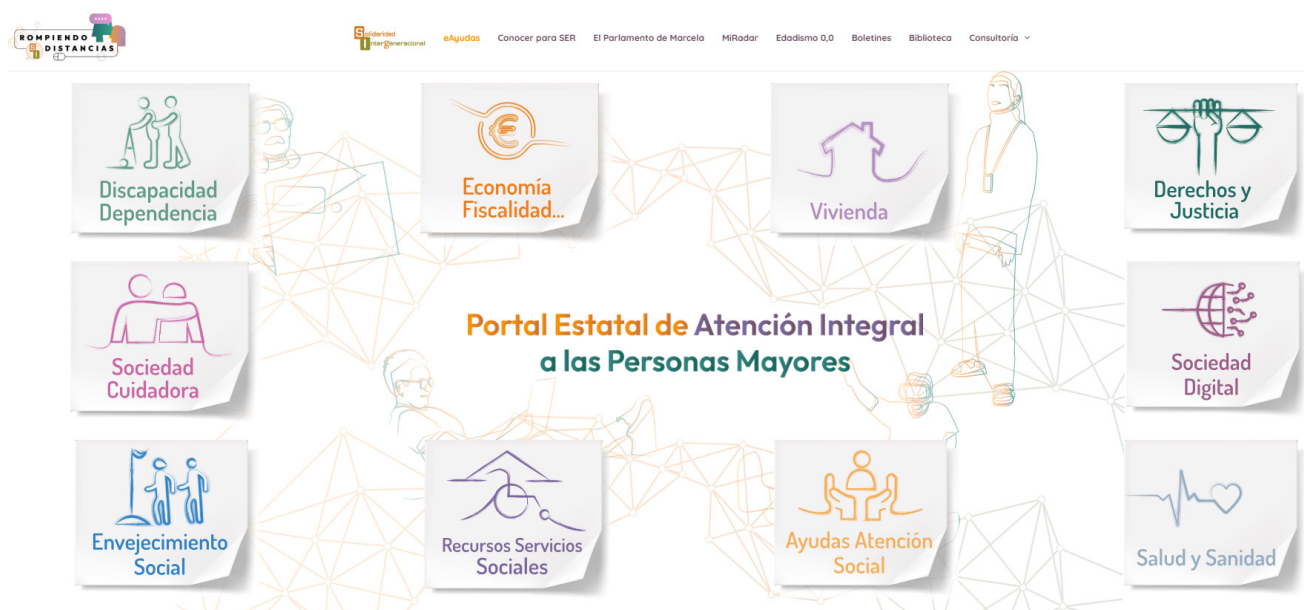 ROMPIENDO
DISTANCIAS
SI
Solidaridad
Intergeneracional
eAyudas
Conocer para SER
El Parlamento de Marcela
MiRadar
Edadismo 0,0
Boletines
Biblioteca
Consultoría
Discapacidad
Dependencia
Economía
Fiscalidad...
Vivienda
Derechos y
Justicia
Portal Estatal de Atención Integral
a las Personas Mayores
Sociedad
Cuidadora
Sociedad
Digital
Envejecimiento
Social
Recursos Servicios
Sociales
Ayudas Atención
Social
Salud y Sanidad